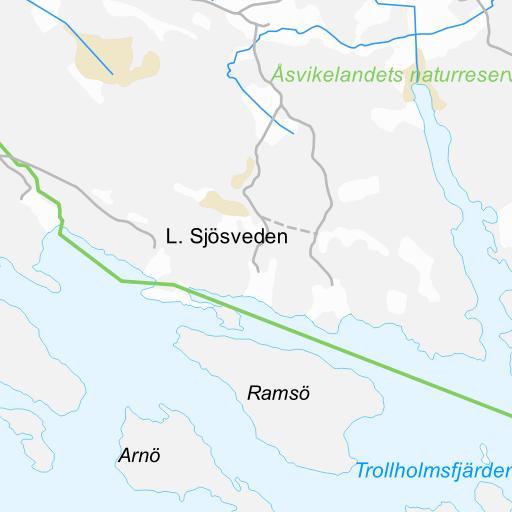 Åsvikelandets naturreserv
L. Sjösveden
Ramsö
Arnö
Trollholmsfjärden